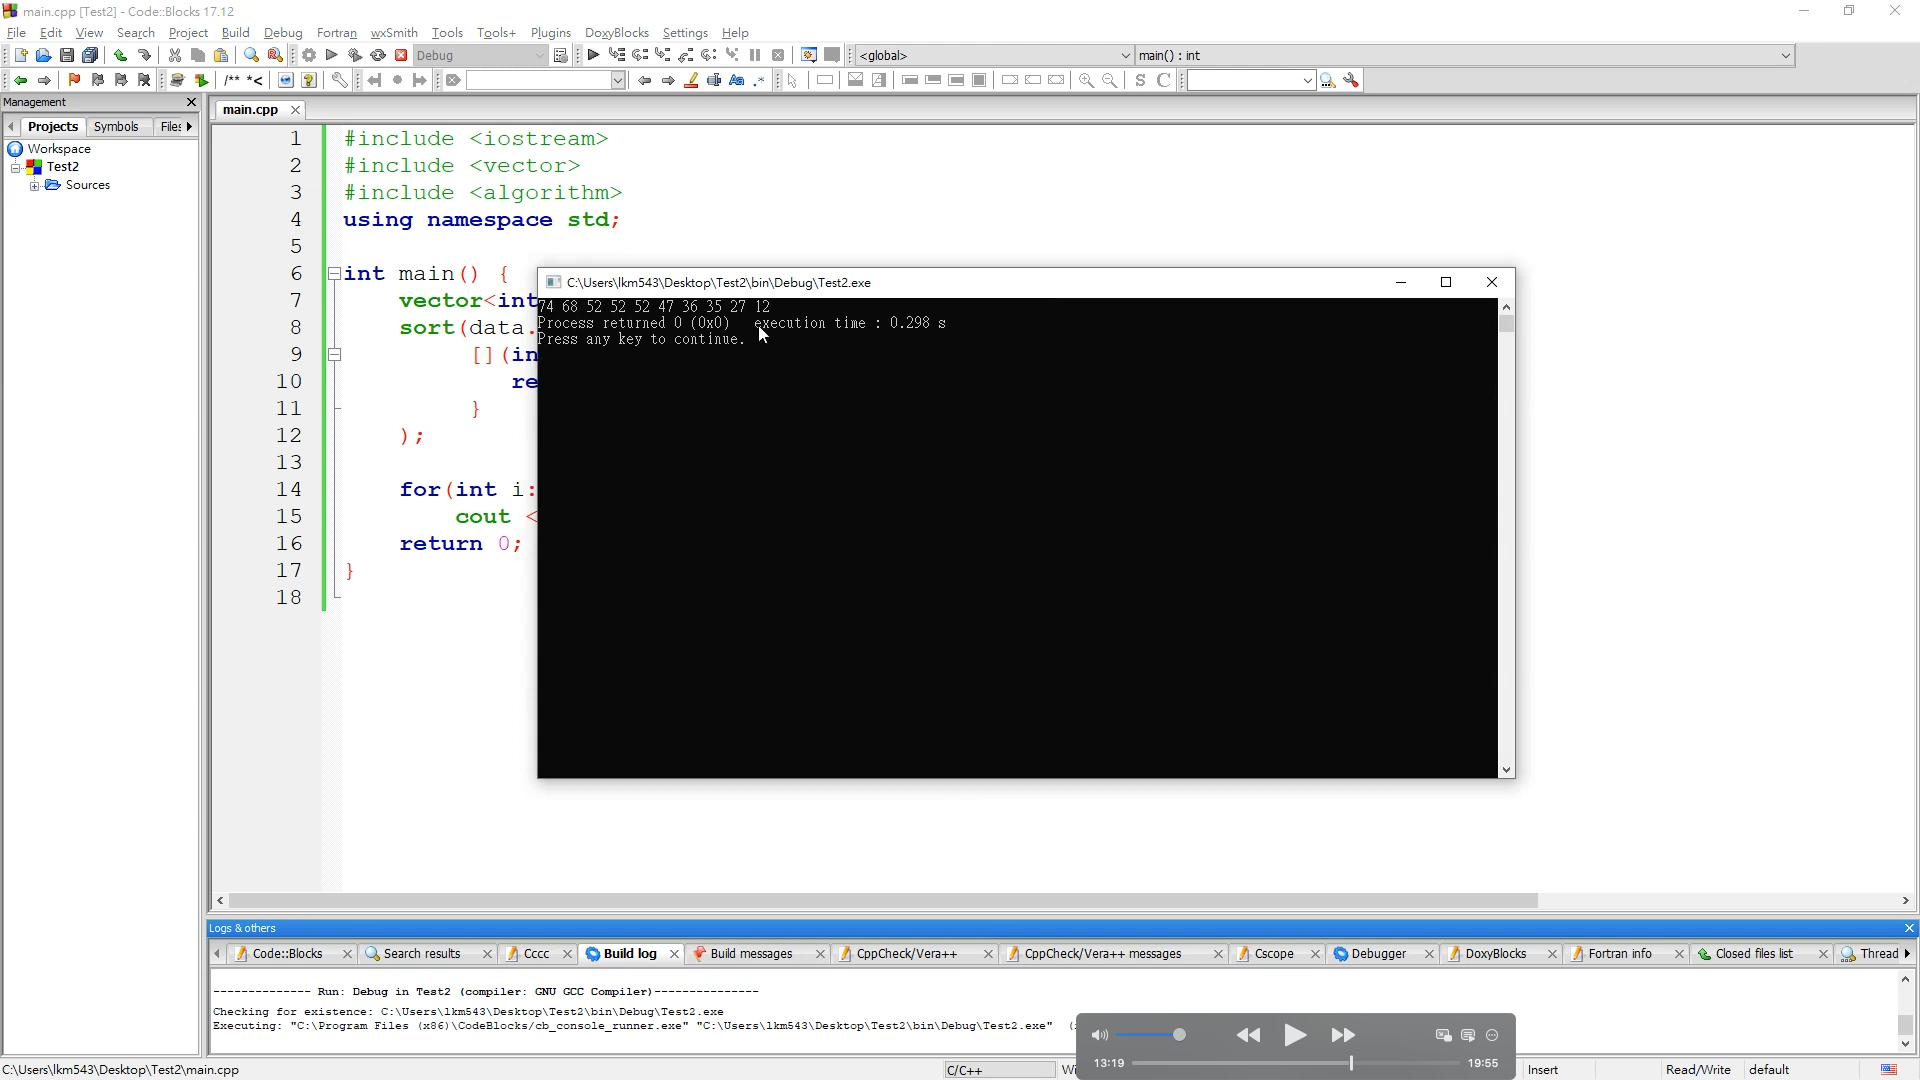 main.cpp [Test2] - Code::Blocks 17.12
File Edit View Search Project Build Debug Fortran wxSmith Tools Tools+ Plugins DoxyBlocks Settings Help
Debug <global> main() : int
/** *< Aa .* S C
Management
Projects Symbols Files
Workspace
Test2
Sources
main.cpp
1 #include <iostream>
2 #include <vector>
3 #include <algorithm>
4 using namespace std;
5
6 int main() {
7 vector<int
8 sort(data.
9 [](in
10 re
11 }
12 );
13
14 for(int i:
15 cout <
16 return 0;
17 }
18
C:\Users\lkm543\Desktop\Test2\bin\Debug\Test2.exe
74 68 52 52 52 47 36 35 27 12
Process returned 0 (0x0) execution time : 0.298 s
Press any key to continue.
Logs & others
Code::Blocks Search results Cccc Build log Build messages CppCheck/Vera++ CppCheck/Vera++ messages Cscope Debugger DoxyBlocks Fortran info Closed files list Thread
-------------- Run: Debug in Test2 (compiler: GNU GCC Compiler)---------------
Checking for existence: C:\Users\lkm543\Desktop\Test2\bin\Debug\Test2.exe
Executing: "C:\Program Files (x86)\CodeBlocks/cb_console_runner.exe" "C:\Users\lkm543\Desktop\Test2\bin\Debug\Test2.exe"
13:19 19:55
C:\Users\lkm543\Desktop\Test2\main.cpp C/C++ Wi Insert Read/Write default